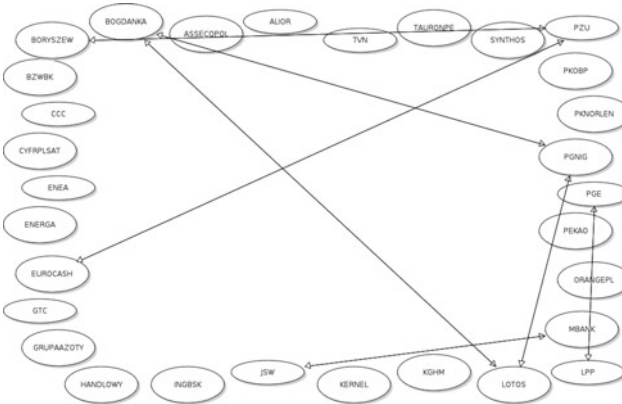 BOGDANKA
ALIOR
BORYSZEW
ASSECOPOL
TVN
TAURONPE
SYNTHOS
PZU
BZWBK
PKOBP
CCC
PKNORLEN
CYFRPLSAT
PGNIG
ENEA
PGE
ENERGA
PEKAO
EUROCASH
ORANGEPL
GTC
MBANK
GRUPAAZOTY
HANDLOWY
INGBSK
JSW
KERNEL
KGHM
LOTOS
LPP